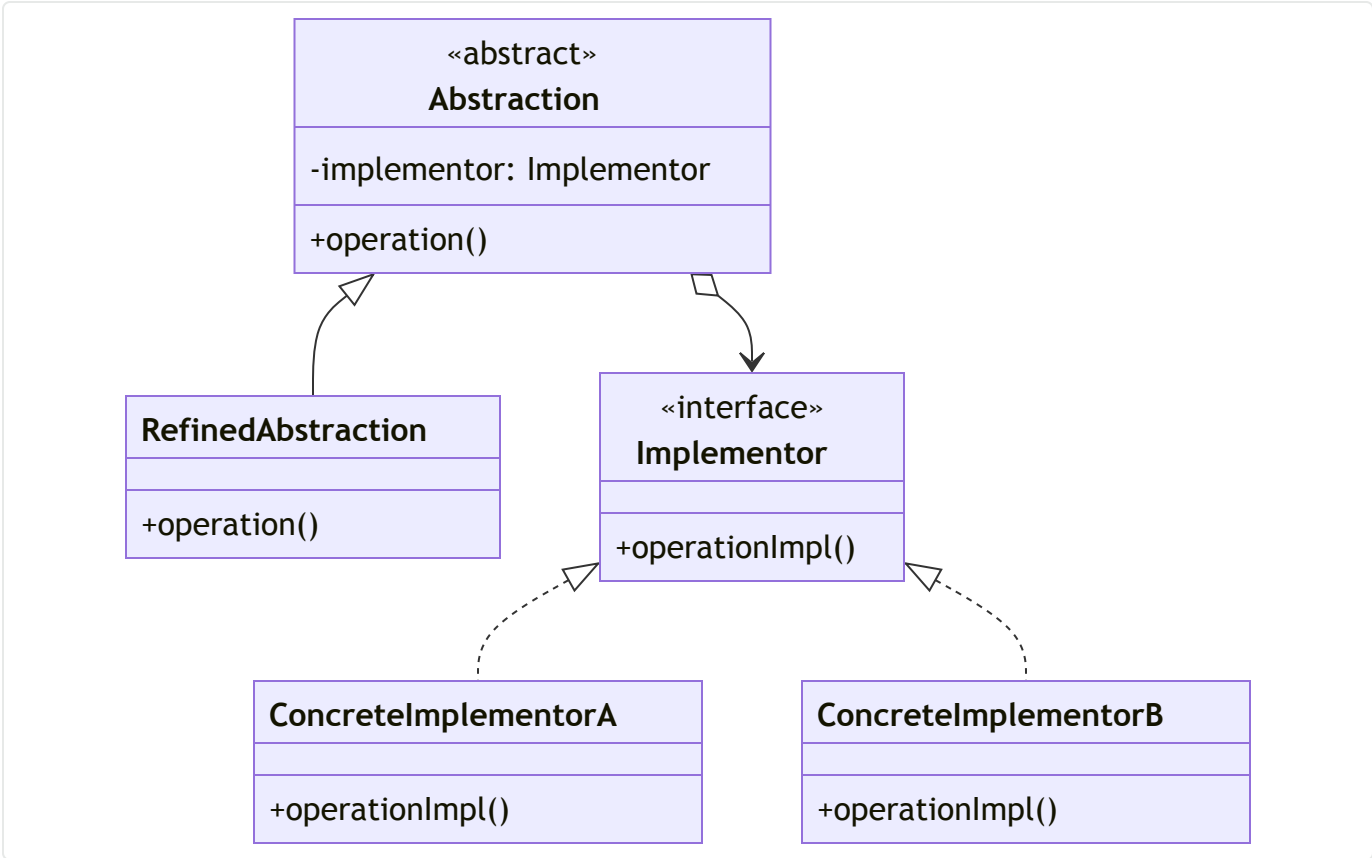 «abstract»
Abstraction
-implementor: Implementor
+operation()
RefinedAbstraction
+operation()
«interface»
Implementor
+operationImpl()
ConcreteImplementorA
+operationImpl()
ConcreteImplementorB
+operationImpl()